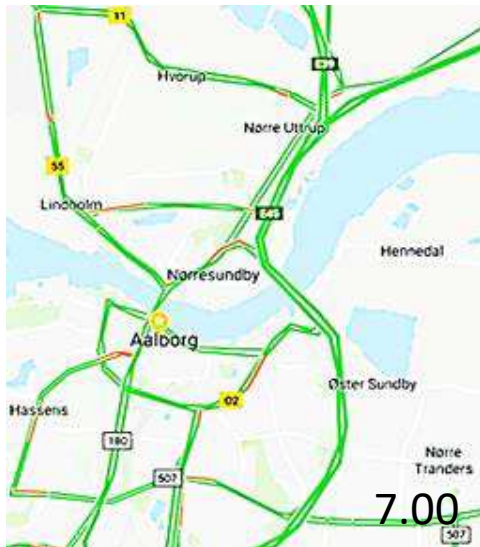 11
Hvorup
Nørre Uttrup
55
Lindholm
E45
Hennedal
Nørresundby
Aalborg
Øster Sundby
02
Hassens
180
Nørre
Tranders
507
7.00
507